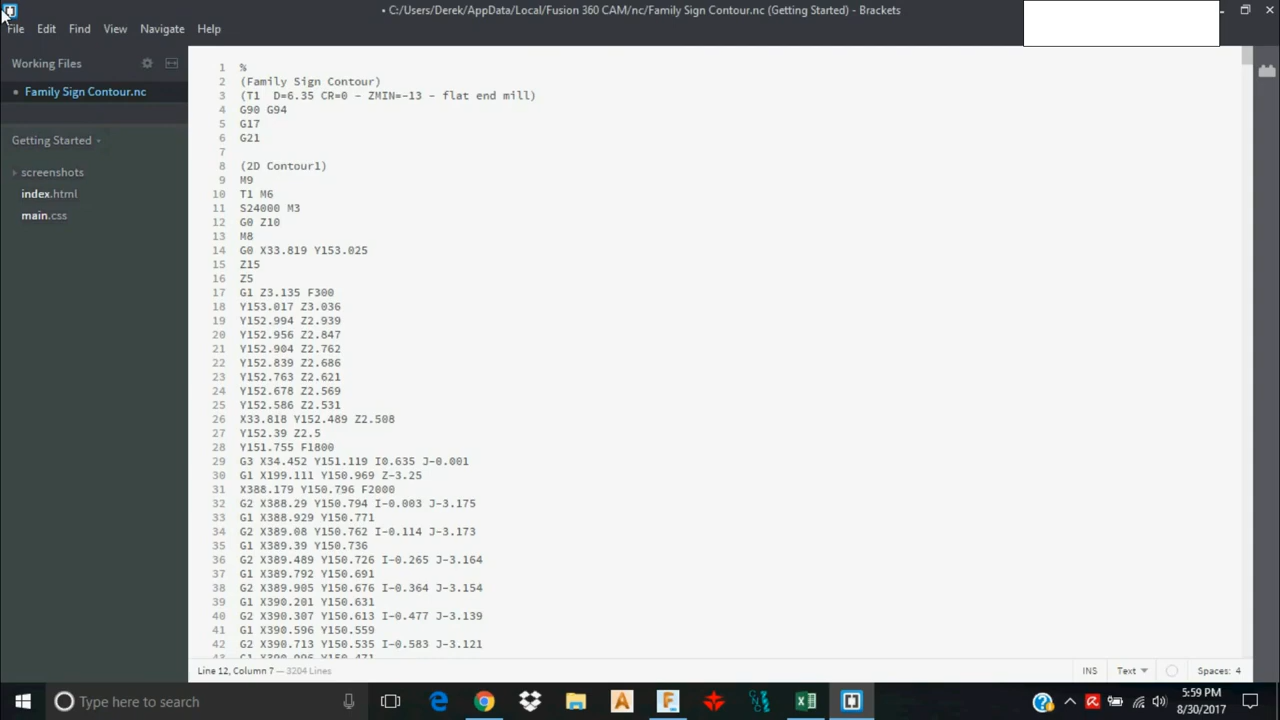 • C:/Users/Derek/AppData/Local/Fusion 360 CAM/nc/Family Sign Contour.nc (Getting Started) - Brackets
File Edit Find View Navigate Help
Working Files
• Family Sign Contour.nc
Getting Started
screenshots
index.html
main.css
1 %
2 (Family Sign Contour)
3 (T1  D=6.35 CR=0 - ZMIN=-13 - flat end mill)
4 G90 G94
5 G17
6 G21
7
8 (2D Contour1)
9 M9
10 T1 M6
11 S24000 M3
12 G0 Z10
13 M8
14 G0 X33.819 Y153.025
15 Z15
16 Z5
17 G1 Z3.135 F300
18 Y153.017 Z3.036
19 Y152.994 Z2.939
20 Y152.956 Z2.847
21 Y152.904 Z2.762
22 Y152.839 Z2.686
23 Y152.763 Z2.621
24 Y152.678 Z2.569
25 Y152.586 Z2.531
26 X33.818 Y152.489 Z2.508
27 Y152.39 Z2.5
28 Y151.755 F1800
29 G3 X34.452 Y151.119 I0.635 J-0.001
30 G1 X199.111 Y150.969 Z-3.25
31 X388.179 Y150.796 F2000
32 G2 X388.29 Y150.794 I-0.003 J-3.175
33 G1 X388.929 Y150.771
34 G2 X389.08 Y150.762 I-0.114 J-3.173
35 G1 X389.39 Y150.736
36 G2 X389.489 Y150.726 I-0.265 J-3.164
37 G1 X389.792 Y150.691
38 G2 X389.905 Y150.676 I-0.364 J-3.154
39 G1 X390.201 Y150.631
40 G2 X390.307 Y150.613 I-0.477 J-3.139
41 G1 X390.596 Y150.559
42 G2 X390.713 Y150.535 I-0.583 J-3.121
43 G1 X390.996 Y150.471
Line 12, Column 7 — 3204 Lines
INS Text Spaces: 4
Type here to search
5:59 PM
8/30/2017